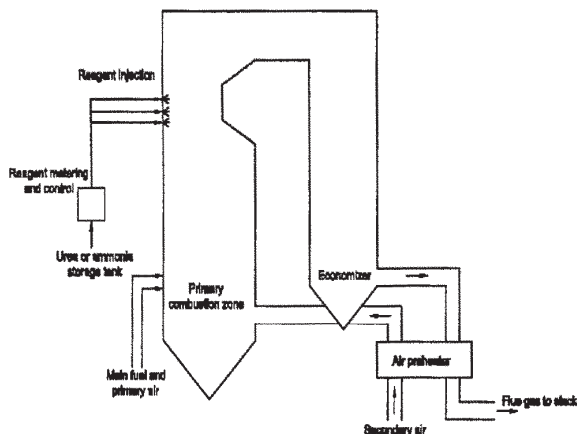 Reagent injection
Reagent metering
and control
Urea or ammonia
storage tank
Economizer
Primary
combustion zone
Main fuel and
primary air
Air preheater
Flue gas to stack
Secondary air